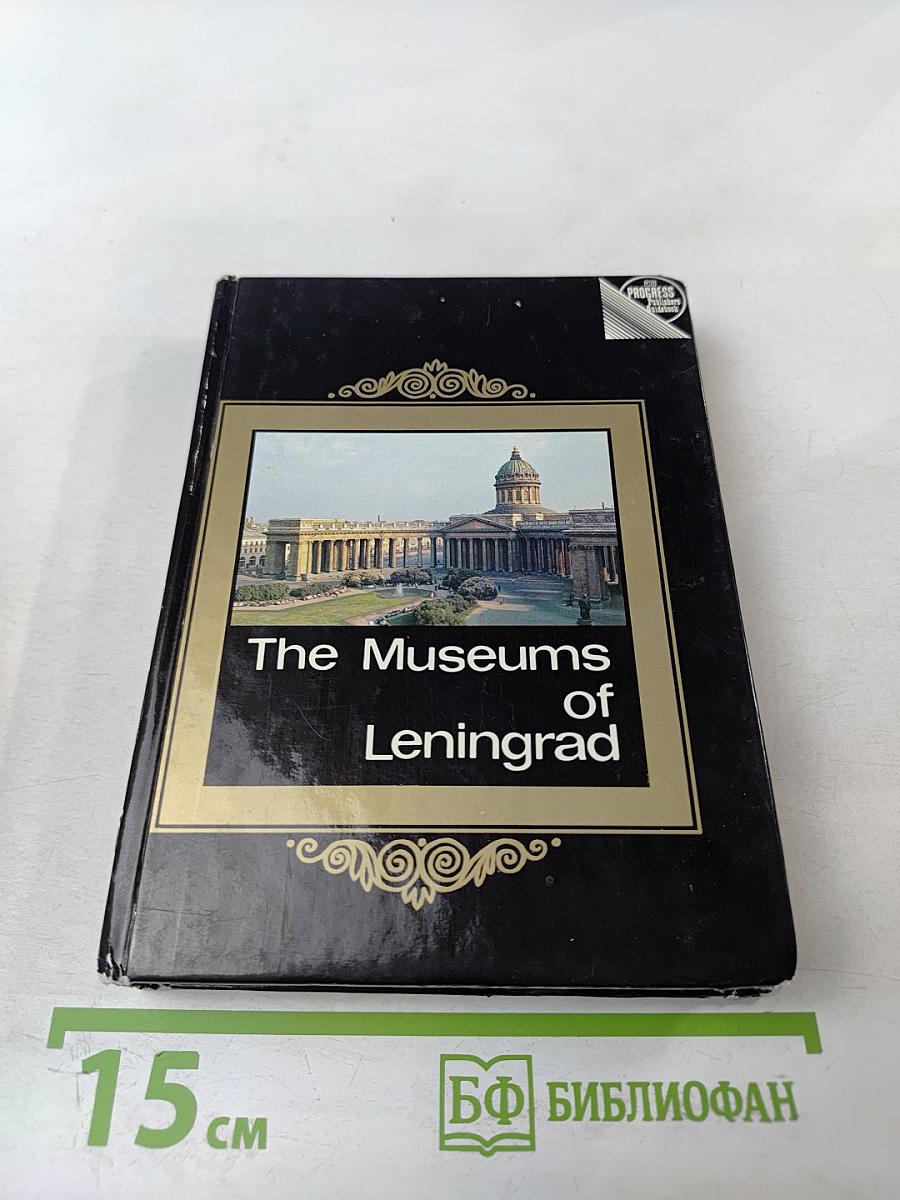 PROGRESS
Publishers
Guidebook
The Museums
of
Leningrad
15 см
БФ БИБЛИОФАН